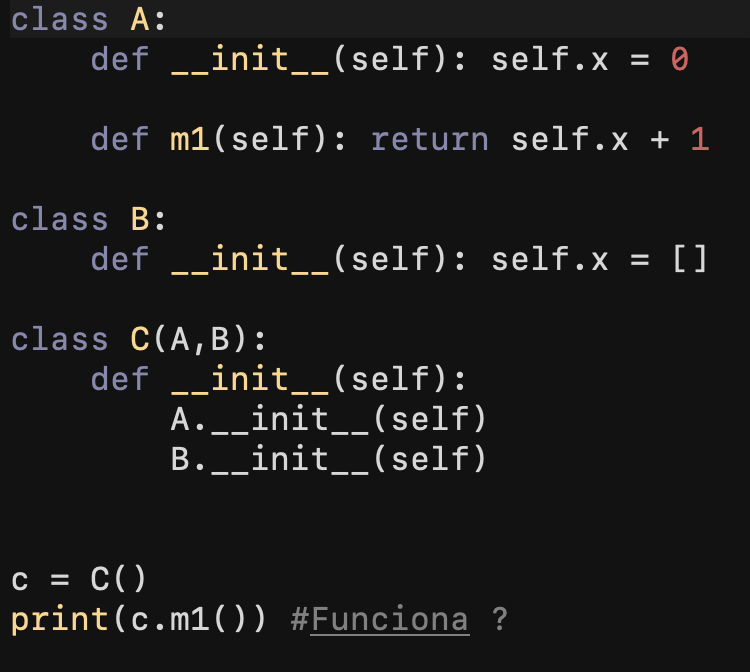 class A:
    def __init__(self): self.x = 0
    def m1(self): return self.x + 1
class B:
    def __init__(self): self.x = []
class C(A,B):
    def __init__(self):
        A.__init__(self)
        B.__init__(self)
c = C()
print(c.m1()) #Funciona ?